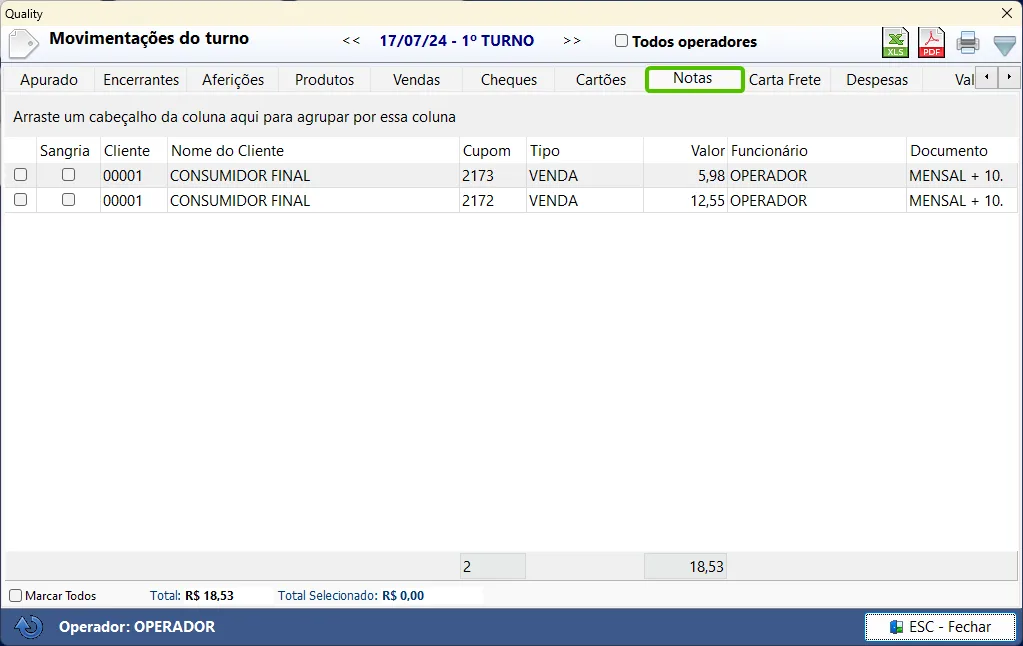 Quality
Movimentações do turno << 17/07/24 - 1º TURNO >> Todos operadores XLS PDF
Apurado Encerrantes Aferições Produtos Vendas Cheques Cartões Notas Carta Frete Despesas Val
Arraste um cabeçalho da coluna aqui para agrupar por essa coluna
Sangria Cliente Nome do Cliente Cupom Tipo Valor Funcionário Documento
00001 CONSUMIDOR FINAL 2173 VENDA 5,98 OPERADOR MENSAL + 10.
00001 CONSUMIDOR FINAL 2172 VENDA 12,55 OPERADOR MENSAL + 10.
2 18,53
Marcar Todos Total: R$ 18,53 Total Selecionado: R$ 0,00
Operador: OPERADOR ESC - Fechar